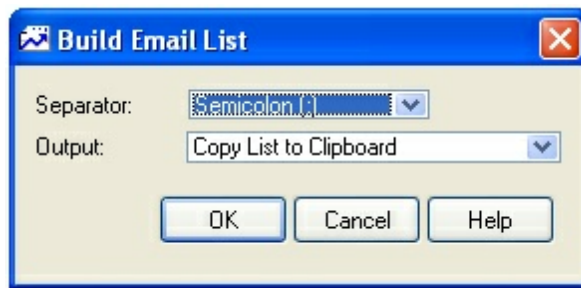 Build Email List
Separator: Semicolon (;)
Output: Copy List to Clipboard
OK Cancel Help